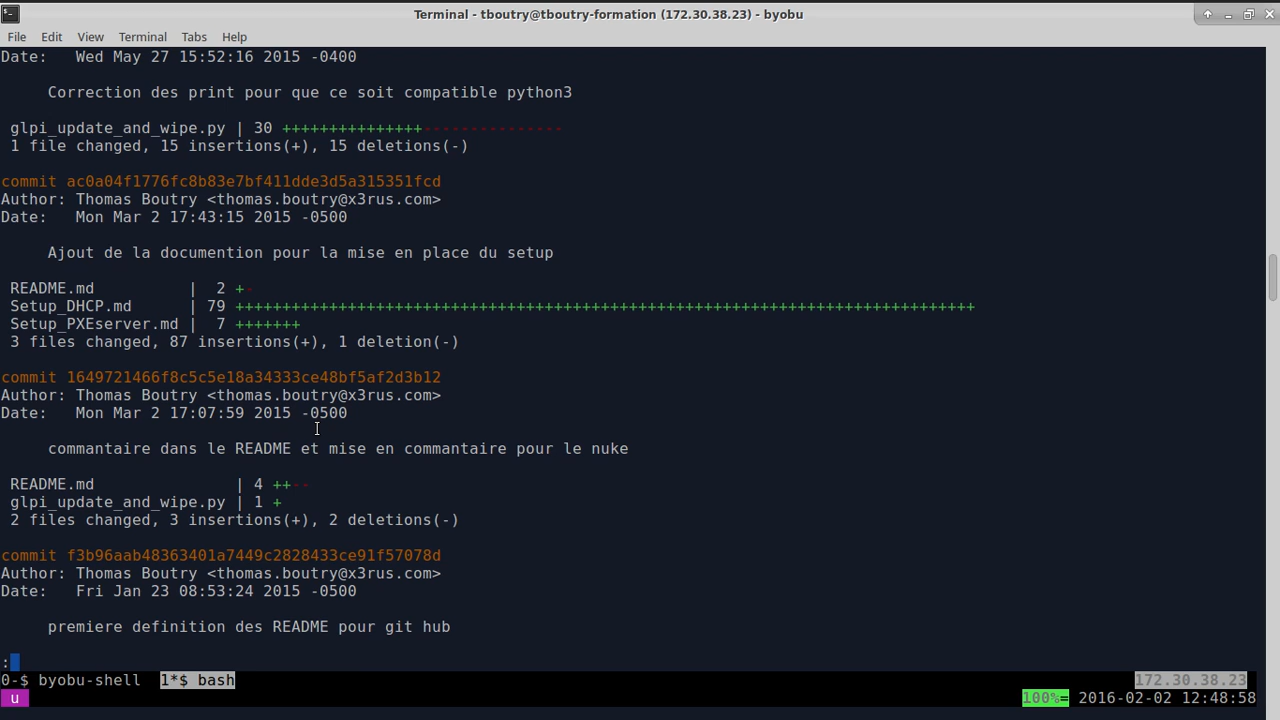 Terminal - tboutry@tboutry-formation (172.30.38.23) - byobu
File Edit View Terminal Tabs Help
Date:   Wed May 27 15:52:16 2015 -0400
Correction des print pour que ce soit compatible python3
glpi_update_and_wipe.py | 30 +++++++++++++++---------------
1 file changed, 15 insertions(+), 15 deletions(-)
commit ac0a04f1776fc8b83e7bf411dde3d5a315351fcd
Author: Thomas Boutry <thomas.boutry@x3rus.com>
Date:   Mon Mar 2 17:43:15 2015 -0500
Ajout de la documention pour la mise en place du setup
README.md          |  2 +-
Setup_DHCP.md      | 79 +++++++++++++++++++++++++++++++++++++++++++++++++++++++++++++++++++++++++++++++
Setup_PXEserver.md |  7 +++++++
3 files changed, 87 insertions(+), 1 deletion(-)
commit 1649721466f8c5c5e18a34333ce48bf5af2d3b12
Author: Thomas Boutry <thomas.boutry@x3rus.com>
Date:   Mon Mar 2 17:07:59 2015 -0500
commantaire dans le README et mise en commantaire pour le nuke
README.md               | 4 ++--
glpi_update_and_wipe.py | 1 +
2 files changed, 3 insertions(+), 2 deletions(-)
commit f3b96aab48363401a7449c2828433ce91f57078d
Author: Thomas Boutry <thomas.boutry@x3rus.com>
Date:   Fri Jan 23 08:53:24 2015 -0500
premiere definition des README pour git hub
:
0-$ byobu-shell  1*$ bash 172.30.38.23
u 100%= 2016-02-02 12:48:58